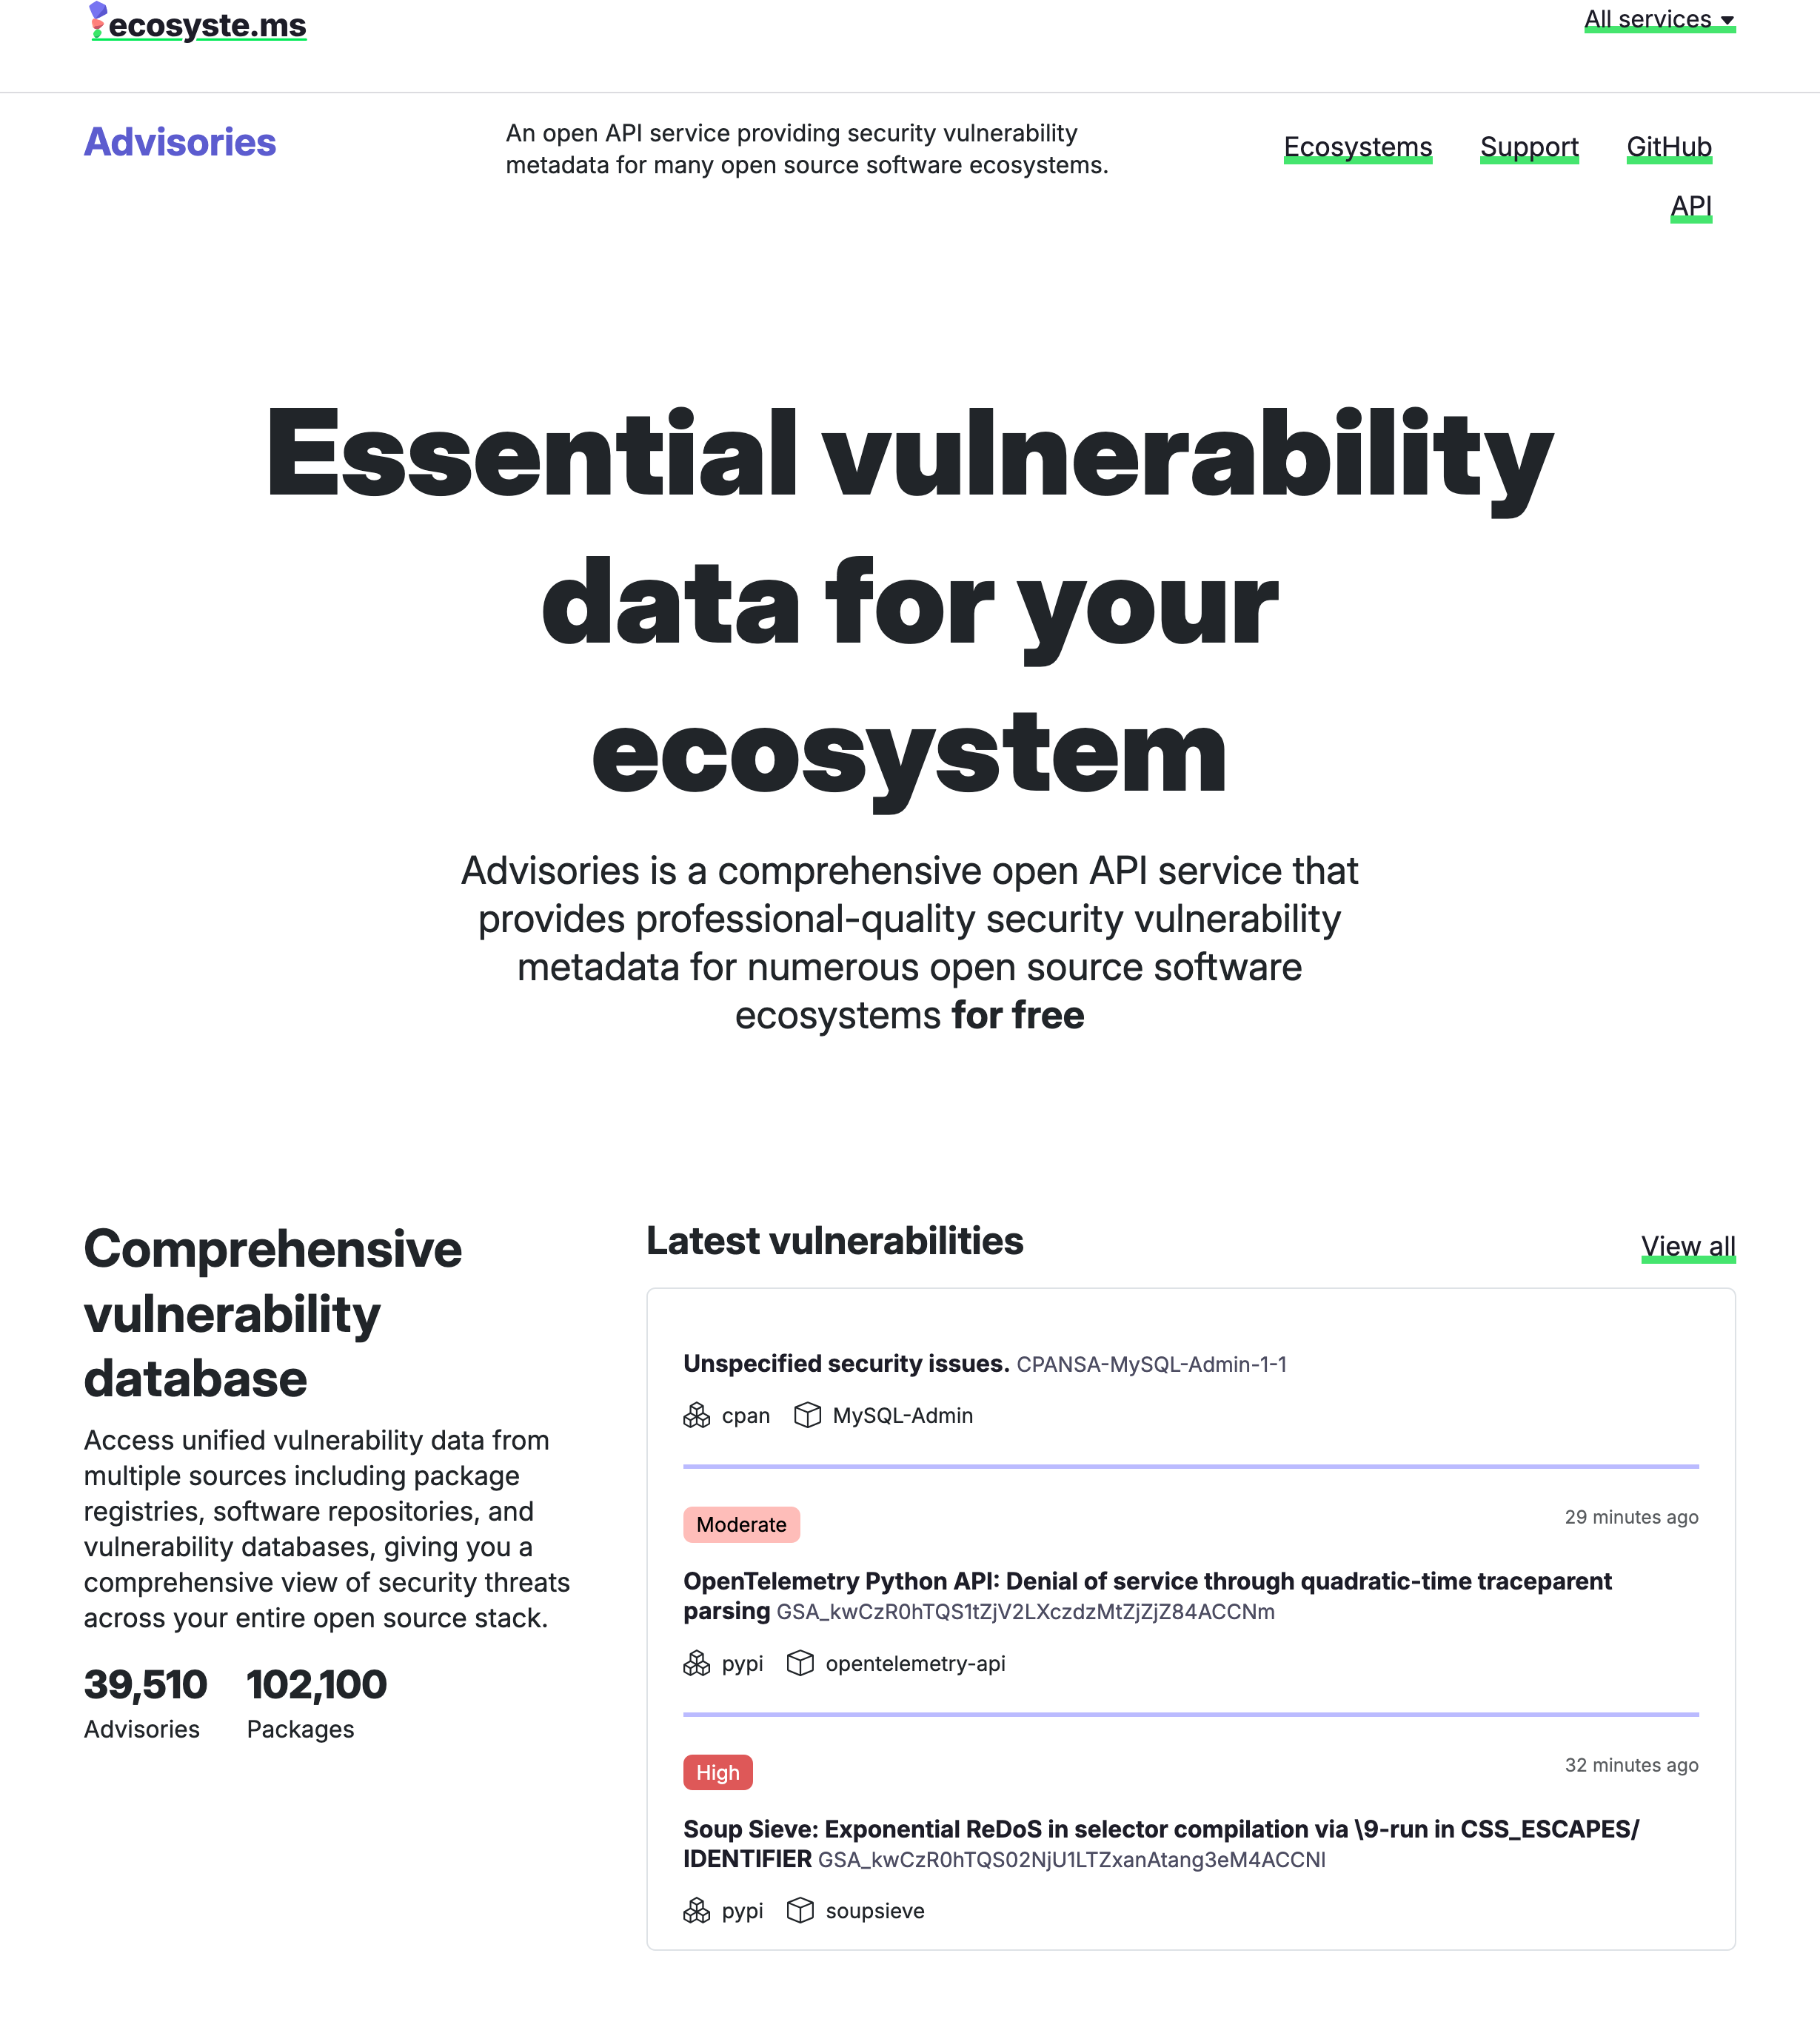 ecosyste.ms
All services
Advisories
An open API service providing security vulnerability
metadata for many open source software ecosystems.
Ecosystems
Support
GitHub
API
Essential vulnerability
data for your
ecosystem
Advisories is a comprehensive open API service that
provides professional-quality security vulnerability
metadata for numerous open source software
ecosystems for free
Comprehensive
vulnerability
database
Access unified vulnerability data from
multiple sources including package
registries, software repositories, and
vulnerability databases, giving you a
comprehensive view of security threats
across your entire open source stack.
39,510
Advisories
102,100
Packages
Latest vulnerabilities
View all
Unspecified security issues. CPANSA-MySQL-Admin-1-1
cpan MySQL-Admin
Moderate
29 minutes ago
OpenTelemetry Python API: Denial of service through quadratic-time traceparent
parsing GSA_kwCzR0hTQS1tZjV2LXczdzMtZjZjZ84ACCNm
pypi opentelemetry-api
High
32 minutes ago
Soup Sieve: Exponential ReDoS in selector compilation via \9-run in CSS_ESCAPES/
IDENTIFIER GSA_kwCzR0hTQS02NjU1LTZxanAtang3eM4ACCNl
pypi soupsieve